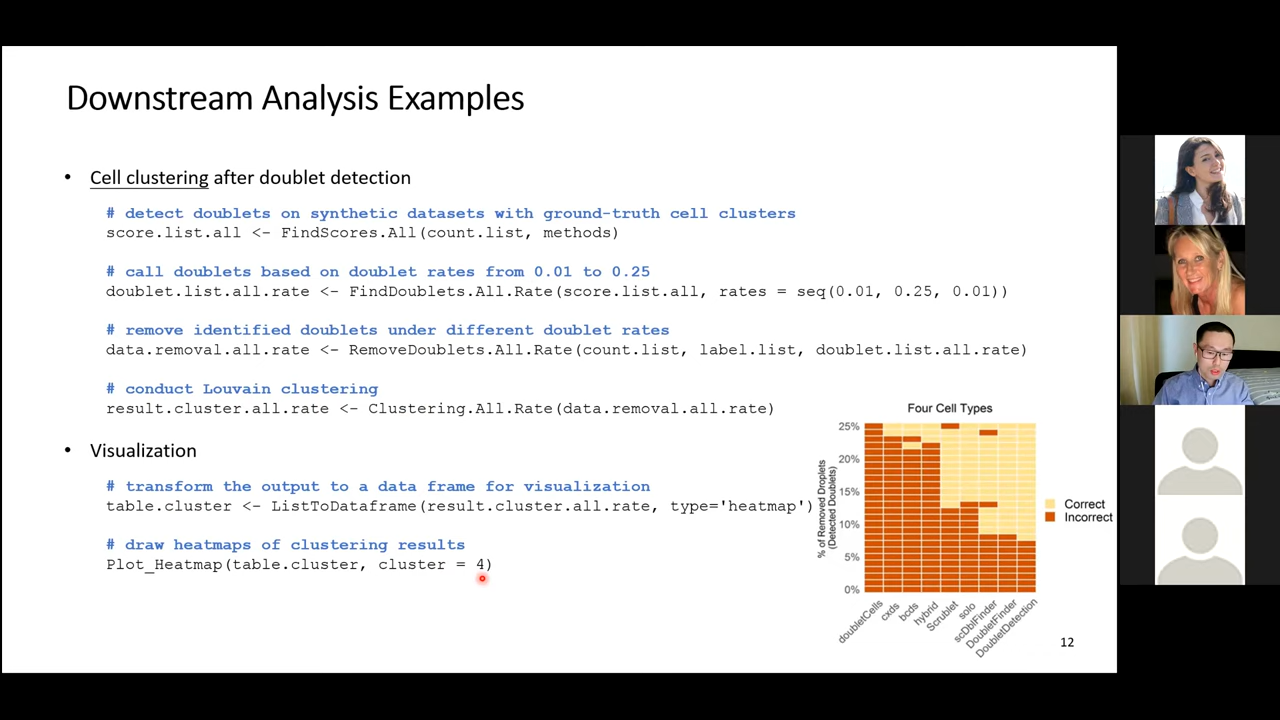 Downstream Analysis Examples
• Cell clustering after doublet detection
# detect doublets on synthetic datasets with ground-truth cell clusters
score.list.all <- FindScores.All(count.list, methods)
# call doublets based on doublet rates from 0.01 to 0.25
doublet.list.all.rate <- FindDoublets.All.Rate(score.list.all, rates = seq(0.01, 0.25, 0.01))
# remove identified doublets under different doublet rates
data.removal.all.rate <- RemoveDoublets.All.Rate(count.list, label.list, doublet.list.all.rate)
# conduct Louvain clustering
result.cluster.all.rate <- Clustering.All.Rate(data.removal.all.rate)
• Visualization
# transform the output to a data frame for visualization
table.cluster <- ListToDataframe(result.cluster.all.rate, type='heatmap')
# draw heatmaps of clustering results
Plot_Heatmap(table.cluster, cluster = 4)
Four Cell Types
% of Removed Droplets
(Detected Doublets)
25%
20%
15%
10%
5%
0%
doubletCells
cxds
bcds
hybrid
Scrublet
solo
scDblFinder
DoubletFinder
DoubletDetection
Correct
Incorrect
12